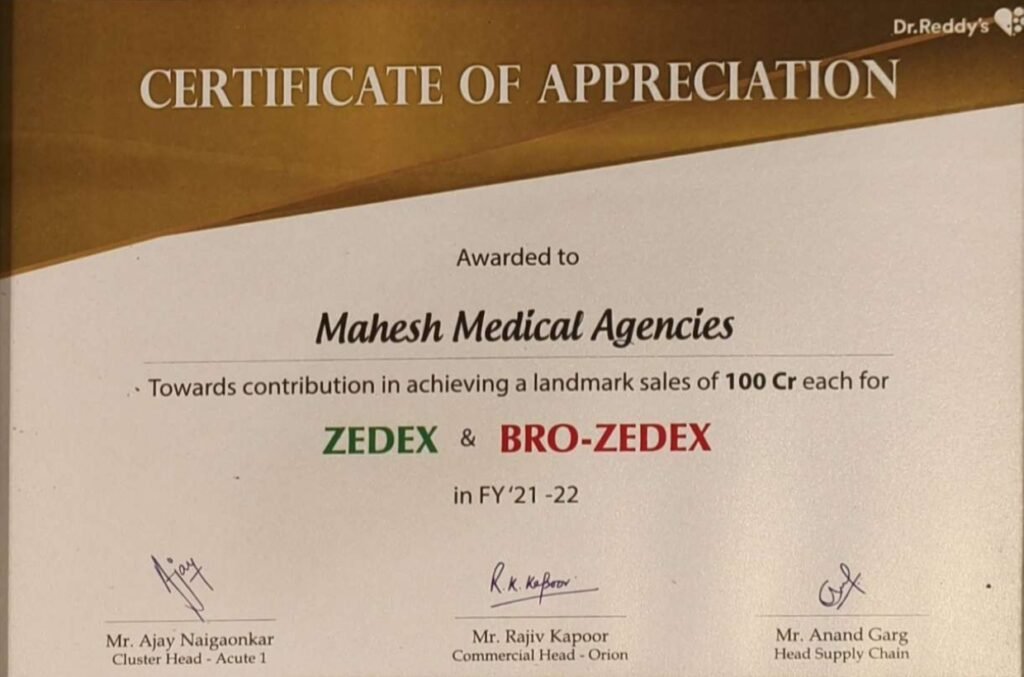 Dr.Reddy's
CERTIFICATE OF APPRECIATION
Awarded to
Mahesh Medical Agencies
Towards contribution in achieving a landmark sales of 100 Cr each for
ZEDEX & BRO-ZEDEX
in FY '21 -22
Ajay
R.K. Kapoor
Mr. Ajay Naigaonkar
Cluster Head - Acute 1
Mr. Rajiv Kapoor
Commercial Head - Orion
Mr. Anand Garg
Head Supply Chain